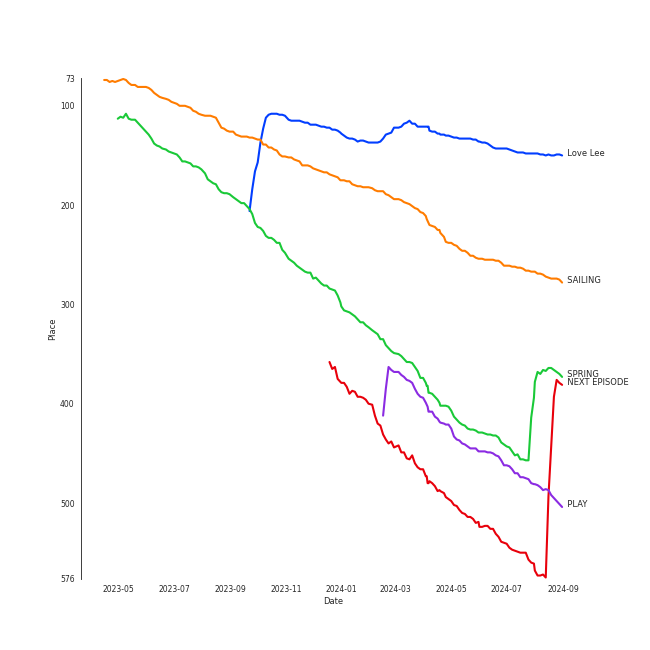 73
100
200
300
400
500
576
Place
2023-05
2023-07
2023-09
2023-11
2024-01
2024-03
2024-05
2024-07
2024-09
Date
Love Lee
SAILING
SPRING
NEXT EPISODE
PLAY